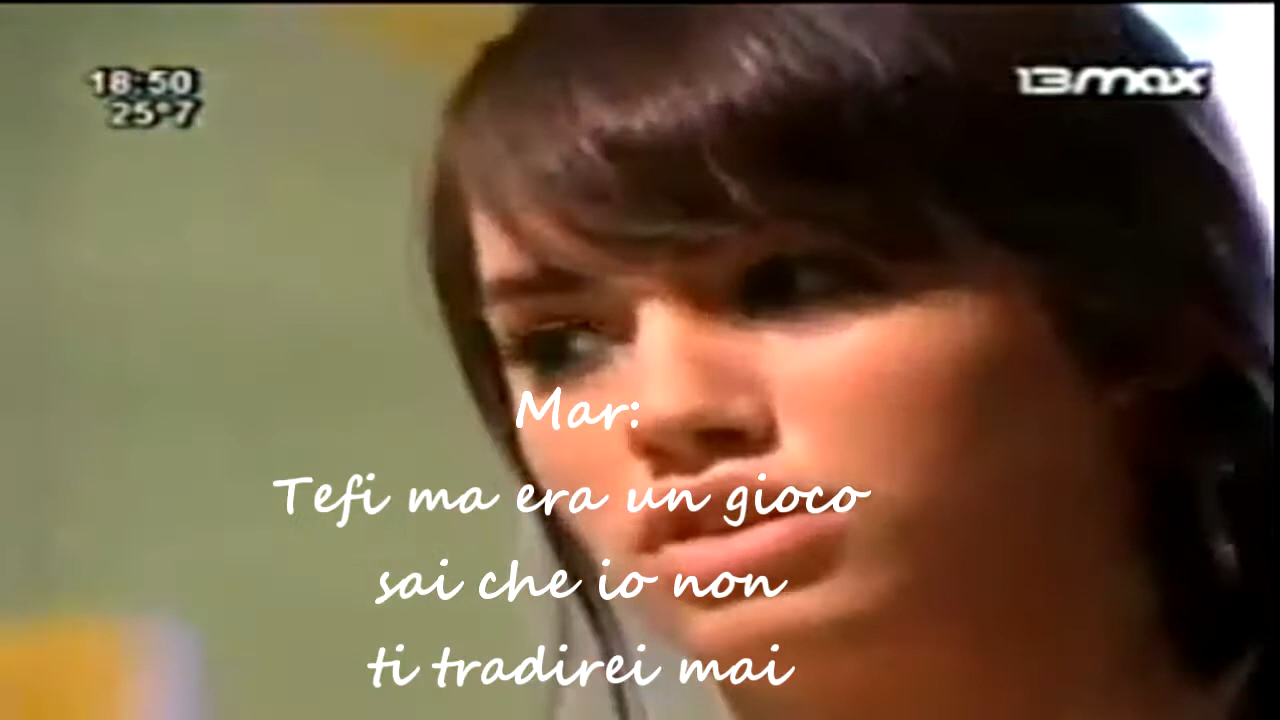 18:50
25°7
13max
Mar:
Tefi ma era un gioco
sai che io non
ti tradirei mai